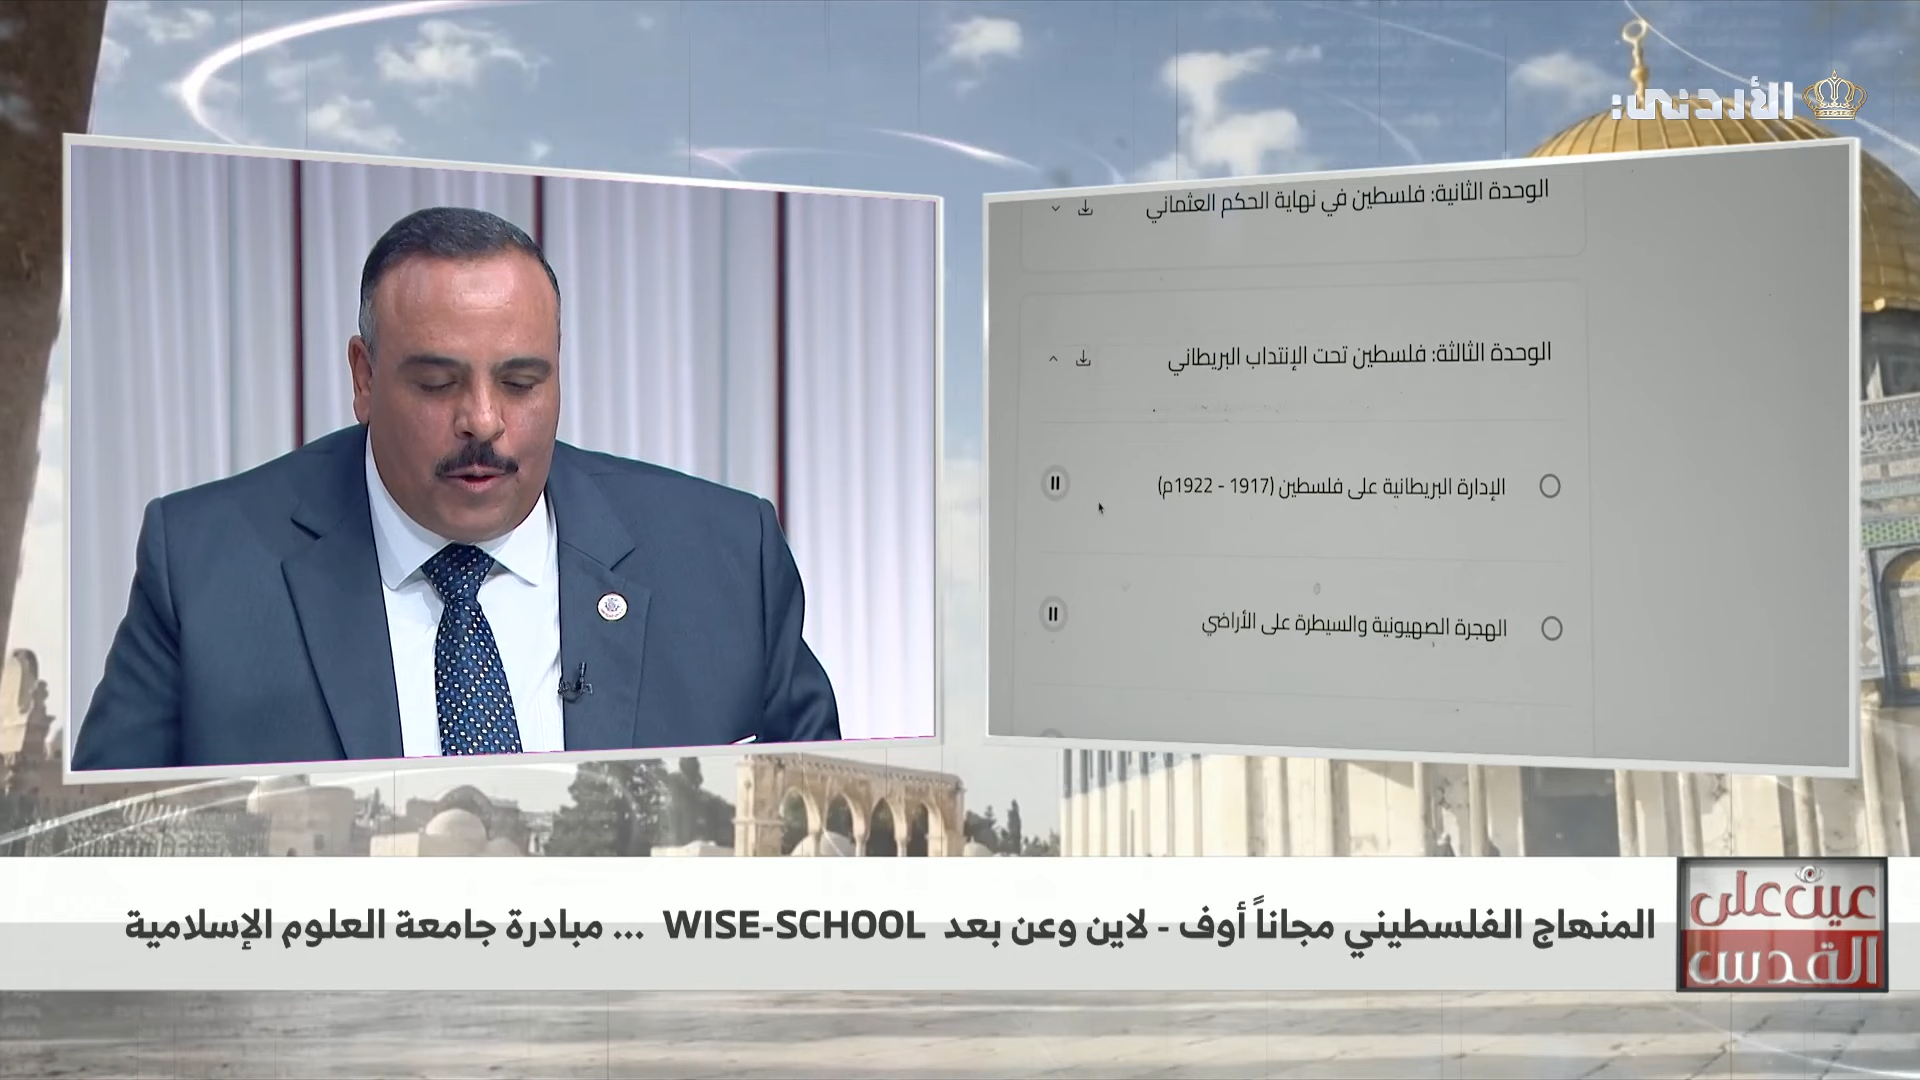 الأردني:
الوحدة الثانية: فلسطين في نهاية الحكم العثماني
الوحدة الثالثة: فلسطين تحت الإنتداب البريطاني
الإدارة البريطانية على فلسطين (1917 - 1922م)
الهجرة الصهيونية والسيطرة على الأراضي
المنهاج الفلسطيني مجاناً أوف - لاين وعن بعد WISE-SCHOOL ... مبادرة جامعة العلوم الإسلامية
عين على
القدس